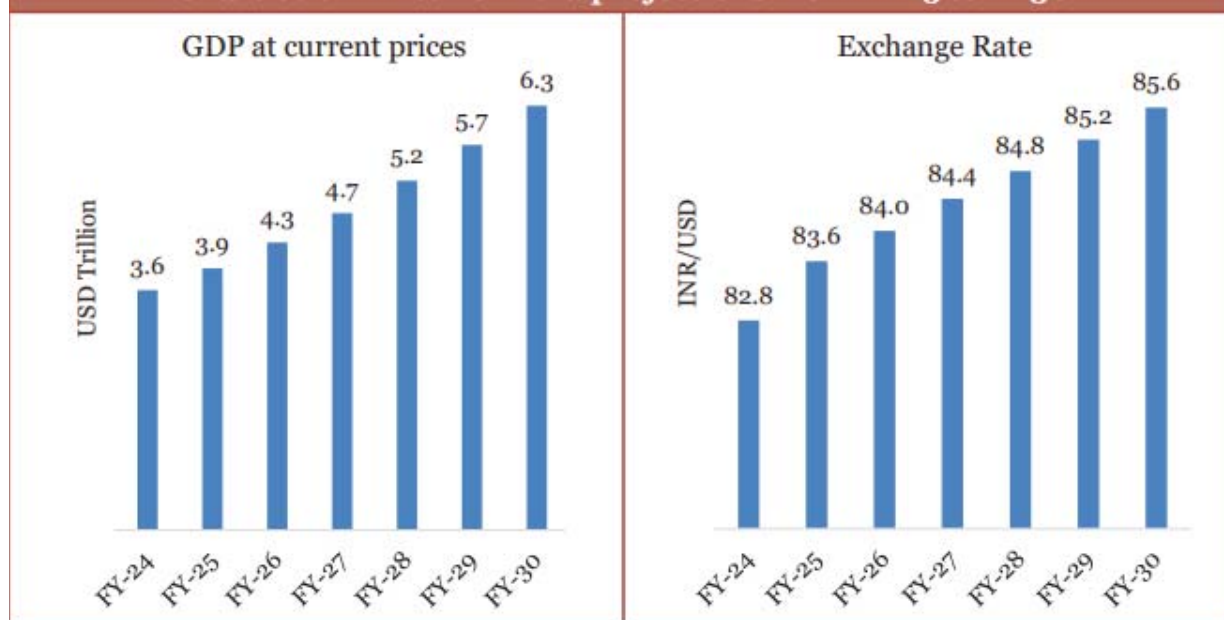 GDP at current prices
USD Trillion
3.6
3.9
4.3
4.7
5.2
5.7
6.3
FY-24
FY-25
FY-26
FY-27
FY-28
FY-29
FY-30
Exchange Rate
INR/USD
82.8
83.6
84.0
84.4
84.8
85.2
85.6
FY-24
FY-25
FY-26
FY-27
FY-28
FY-29
FY-30